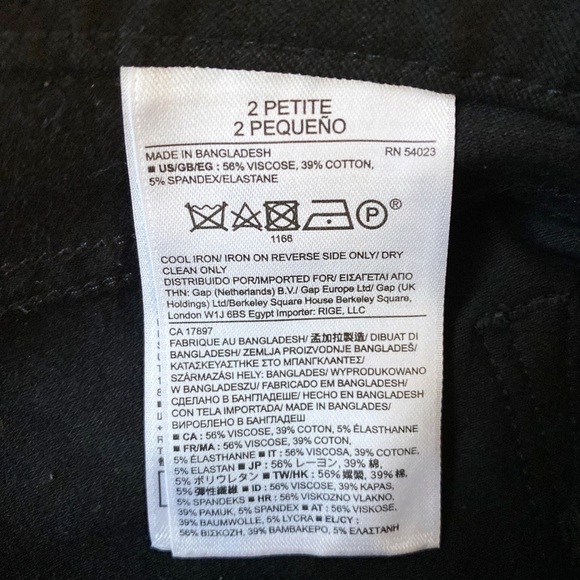 2 PETITE
2 PEQUEÑO
MADE IN BANGLADESH RN 54023
■ US/GB/EG : 56% VISCOSE, 39% COTTON,
5% SPANDEX/ELASTANE
P ®
1166
COOL IRON/ IRON ON REVERSE SIDE ONLY/ DRY
CLEAN ONLY
DISTRIBUIDO POR/IMPORTED FOR/ ΕΙΣΑΓΕΤΑΙ ΑΠΟ
ΤΗΝ: Gap (Netherlands) B.V./ Gap Europe Ltd/ Gap (UK
Holdings) Ltd/Berkeley Square House Berkeley Square,
London W1J 6BS Egypt Importer: RIGE, LLC
CA 17897
FABRIQUE AU BANGLADESH/ 孟加拉製造/ DIBUAT DI
BANGLADESH/ ZEMLJA PROIZVODNJE BANGLADEŠ/
ΚΑΤΑΣΚΕΥΑΣΤΗΚΕ ΣΤΟ ΜΠΑΝΓΚΛΑΝΤΕΣ/
SZÁRMAZÁSI HELY: BANGLADES/ WYPRODUKOWANO
W BANGLADESZU/ FABRICADO EM BANGLADESH/
СДЕЛАНО В БАНГЛАДЕШЕ/ HECHO EN BANGLADESH
CON TELA IMPORTADA/ MADE IN BANGLADES/
ВИРОБЛЕНО В БАНГЛАДЕШ
■ CA : 56% VISCOSE, 39% COTON, 5% ÉLASTHANNE/
■ FR/MA : 56% VISCOSE, 39% COTON,
5% ÉLASTHANNE ■ IT : 56% VISCOSA, 39% COTONE,
5% ELASTAN ■ JP : 56% レーヨン, 39% 綿,
5% ポリウレタン ■ TW/HK : 56% 嫘縈, 39% 棉,
5% 彈性纖維 ■ ID : 56% VISKOSE, 39% KAPAS,
5% SPANDEKS ■ HR : 56% VISKOZNO VLAKNO,
39% PAMUK, 5% SPANDEX ■ AT : 56% VISKOSE,
39% BAUMWOLLE, 5% LYCRA ■ EL/CY :
56% ΒΙΣΚΟΖΗ, 39% ΒΑΜΒΑΚΕΡΟ, 5% ΕΛΑΣΤΑΝΗ